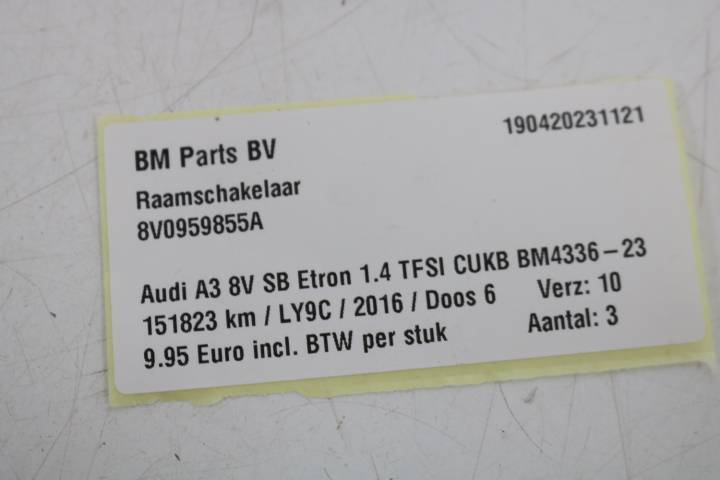 BM Parts BV 190420231121
Raamschakelaar
8V0959855A
Audi A3 8V SB Etron 1.4 TFSI CUKB BM4336-23
151823 km / LY9C / 2016 / Doos 6 Verz: 10
9.95 Euro incl. BTW per stuk Aantal: 3